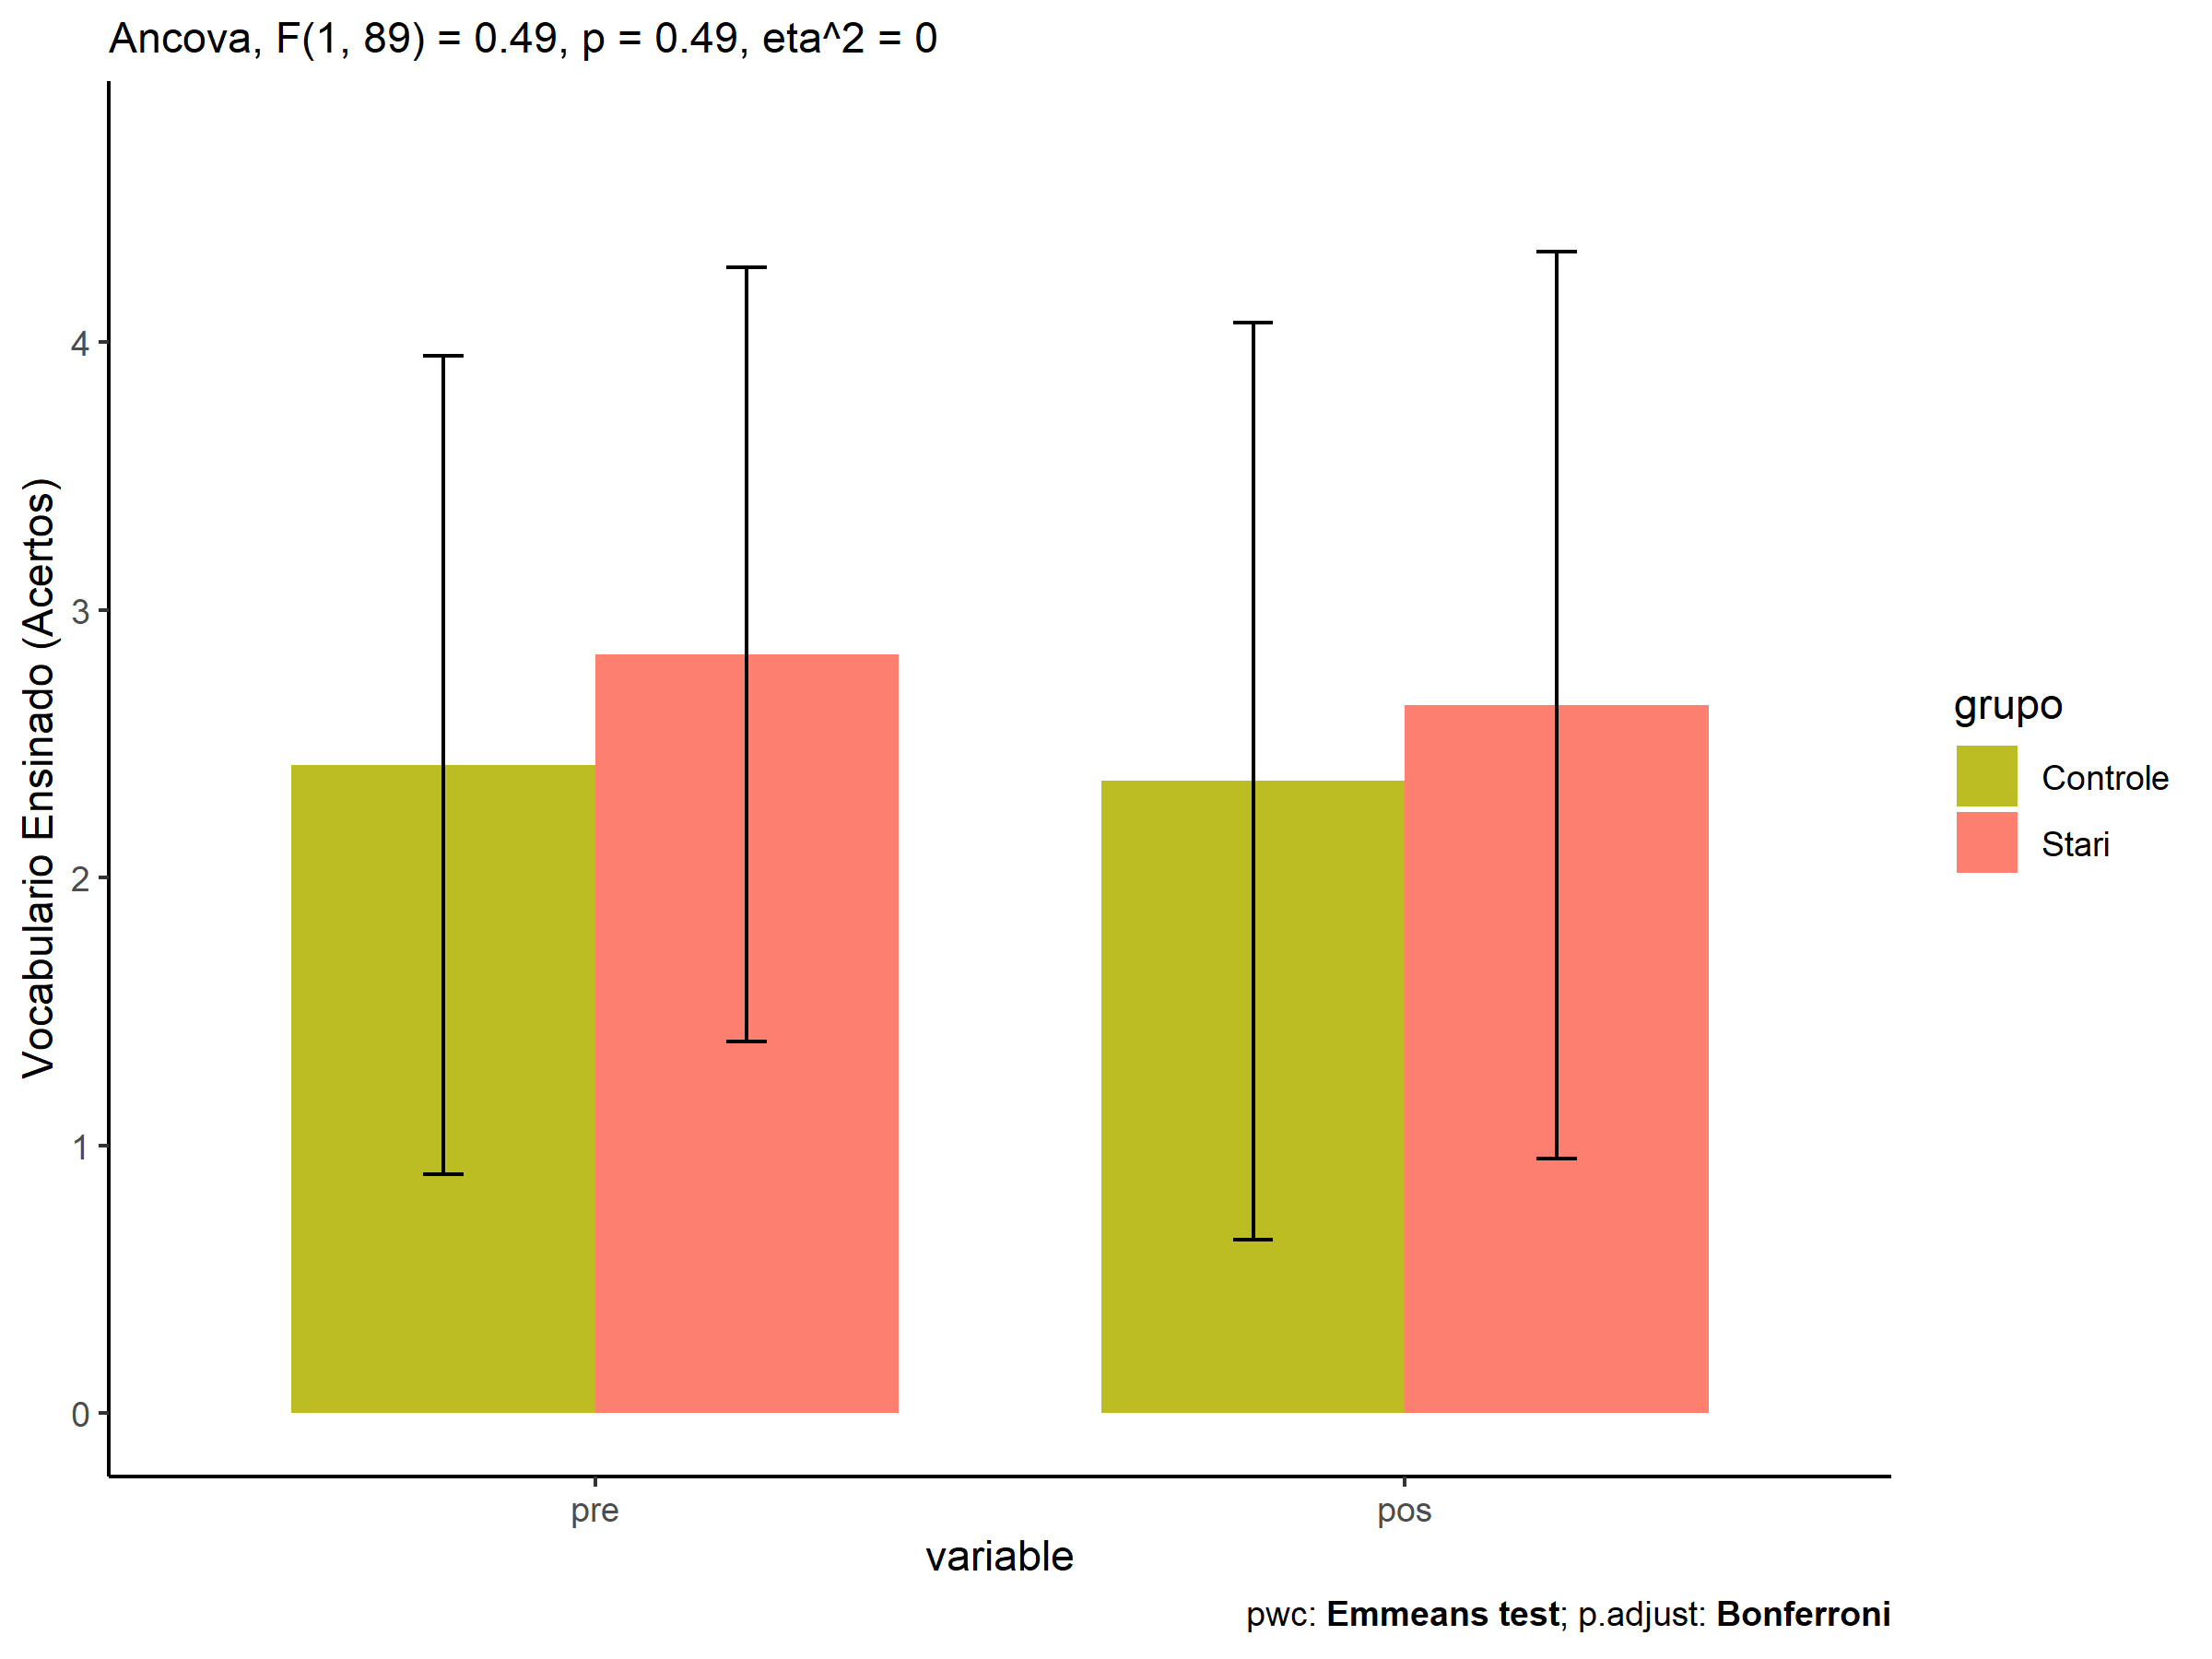 Ancova, F(1, 89) = 0.49, p = 0.49, eta^2 = 0
Vocabulario Ensinado (Acertos)
4
3
2
1
0
pre
pos
variable
grupo
Controle
Stari
pwc: Emmeans test; p.adjust: Bonferroni